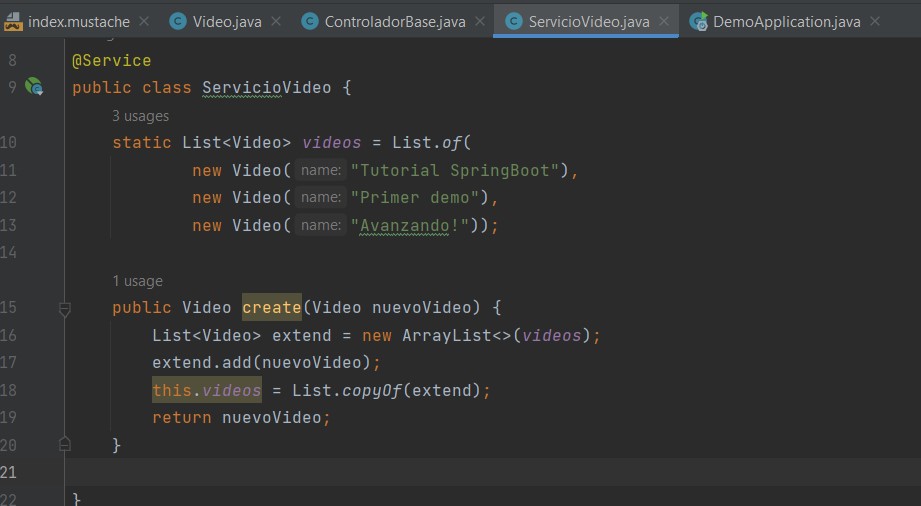 index.mustache Video.java ControladorBase.java ServicioVideo.java DemoApplication.java
8 @Service
9 public class ServicioVideo {
3 usages
10 static List<Video> videos = List.of(
11 new Video( name: "Tutorial SpringBoot"),
12 new Video( name: "Primer demo"),
13 new Video( name: "Avanzando!"));
14
1 usage
15 public Video create(Video nuevoVideo) {
16 List<Video> extend = new ArrayList<>(videos);
17 extend.add(nuevoVideo);
18 this.videos = List.copyOf(extend);
19 return nuevoVideo;
20 }
21
22 }